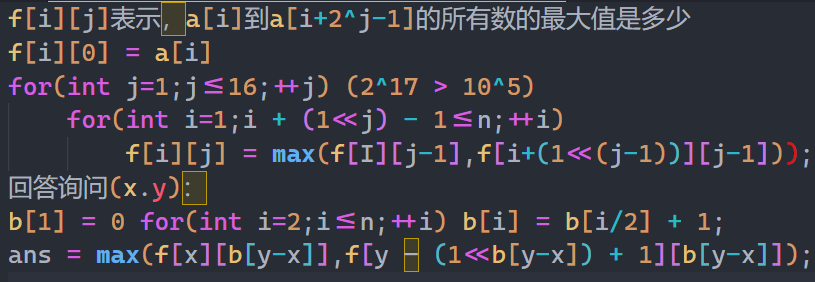 f[i][j]表示，a[i]到a[i+2^j-1]的所有数的最大值是多少
f[i][0] = a[i]
for(int j=1;j<=16;++j) (2^17 > 10^5)
for(int i=1;i + (1<<j) - 1<=n;++i)
f[i][j] = max(f[I][j-1],f[i+(1<<(j-1))][j-1]));
回答询问(x.y)：
b[1] = 0 for(int i=2;i<=n;++i) b[i] = b[i/2] + 1;
ans = max(f[x][b[y-x]],f[y − (1<<b[y-x]) + 1][b[y-x]]);